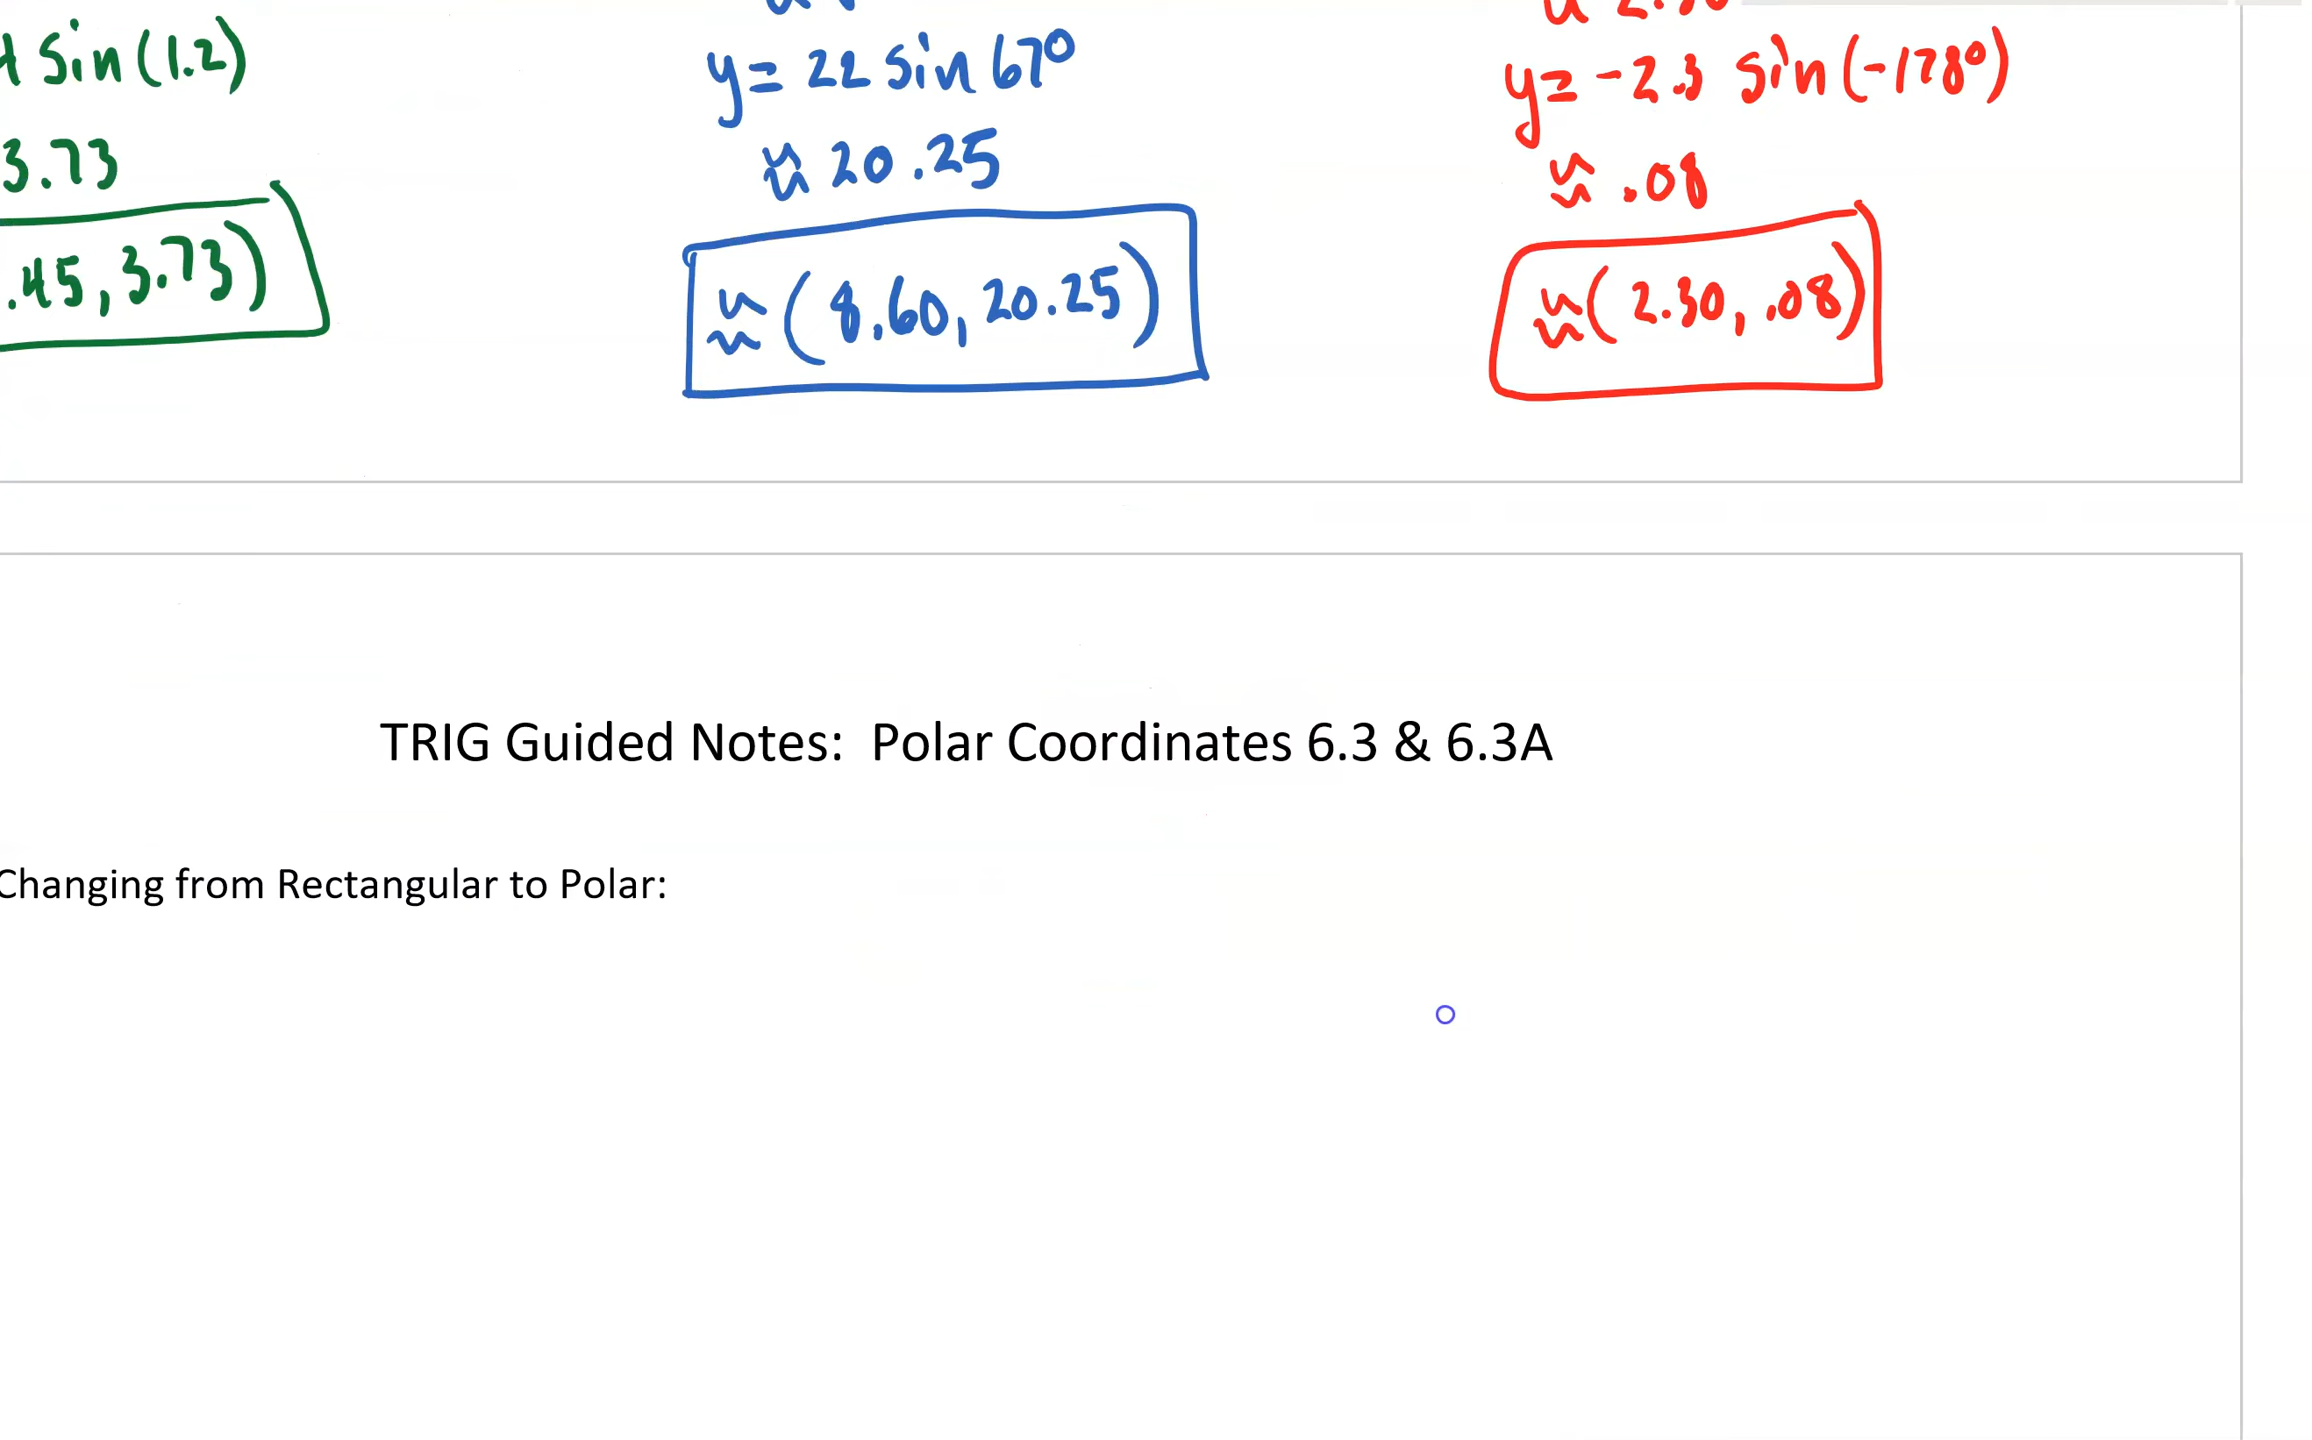 sin(1.2)
3.73
.45, 3.73)
y = 22 sin 67°
≈ 20.25
≈ (8.60, 20.25)
y = -2.3 sin(-178°)
≈ .08
≈ (2.30, .08)
TRIG Guided Notes: Polar Coordinates 6.3 & 6.3A
Changing from Rectangular to Polar: